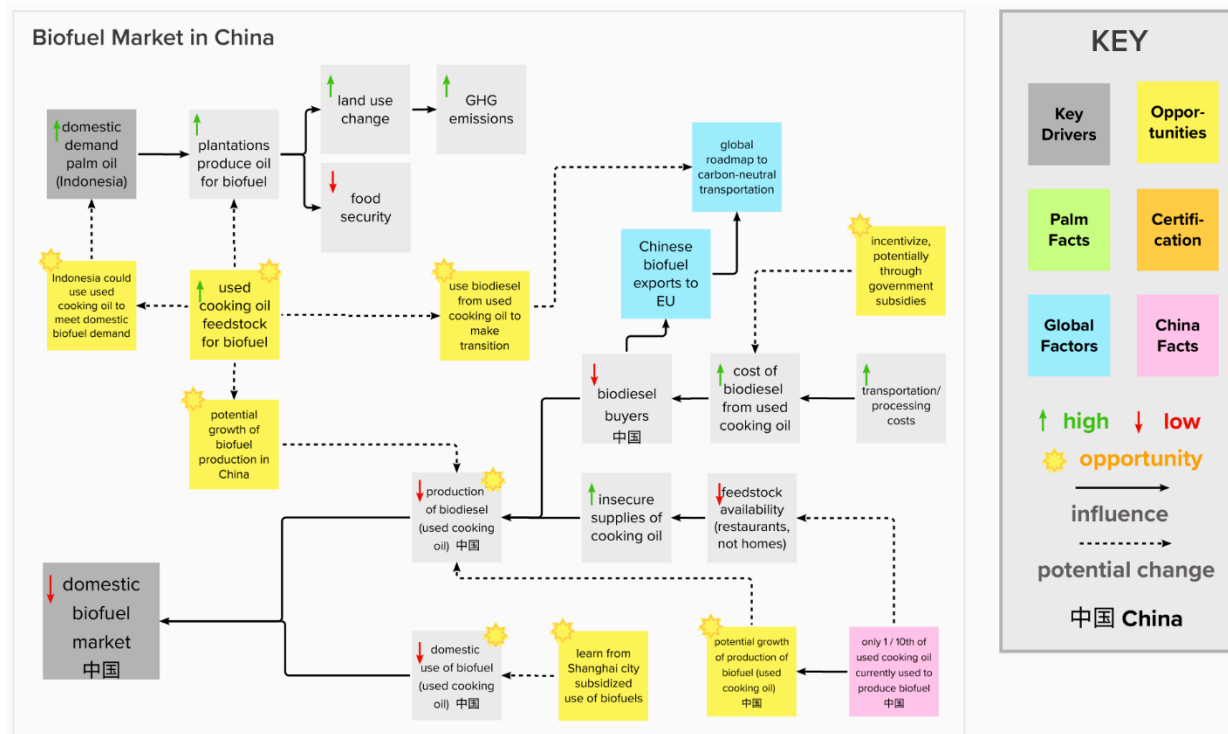 Biofuel Market in China
domestic
demand
palm oil
(Indonesia)
plantations
produce oil
for biofuel
land use
change
GHG
emissions
food
security
global
roadmap to
carbon-neutral
transportation
Indonesia could
use used
cooking oil to
meet domestic
biofuel demand
used
cooking oil
feedstock
for biofuel
use biodiesel
from used
cooking oil to
make
transition
Chinese
biofuel
exports to
EU
incentivize,
potentially
through
government
subsidies
potential
growth of
biofuel
production in
China
biodiesel
buyers
中国
cost of
biodiesel
from used
cooking oil
transportation/
processing
costs
production
of biodiesel
(used cooking
oil) 中国
insecure
supplies of
cooking oil
feedstock
availability
(restaurants,
not homes)
domestic
biofuel
market
中国
domestic
use of biofuel
(used cooking
oil) 中国
learn from
Shanghai city
subsidized
use of biofuels
potential growth
of production of
biofuel (used
cooking oil)
中国
only 1 / 10th of
used cooking oil
currently used to
produce biofuel
中国
KEY
Key
Drivers
Oppor-
tunities
Palm
Facts
Certifi-
cation
Global
Factors
China
Facts
high
low
opportunity
influence
potential change
中国 China